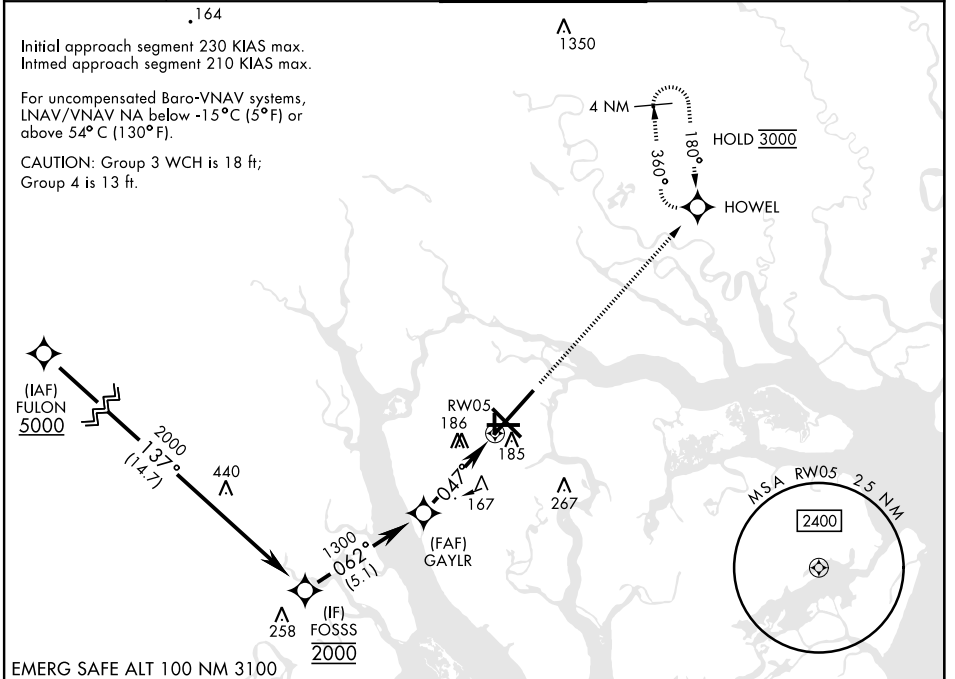 .164
Initial approach segment 230 KIAS max.
Intmed approach segment 210 KIAS max.
For uncompensated Baro-VNAV systems,
LNAV/VNAV NA below -15°C (5°F) or
above 54° C (130° F).
CAUTION: Group 3 WCH is 18 ft;
Group 4 is 13 ft.
1350
4 NM
HOLD 3000
360°
180°
HOWEL
(IAF)
FULON
5000
2000
137°
(14.7)
440
RW05
186
185
047°
167
267
(FAF)
GAYLR
1300
062°
(5.1)
258
(IF)
FOSSS
2000
MSA RW05 25 NM
2400
EMERG SAFE ALT 100 NM 3100